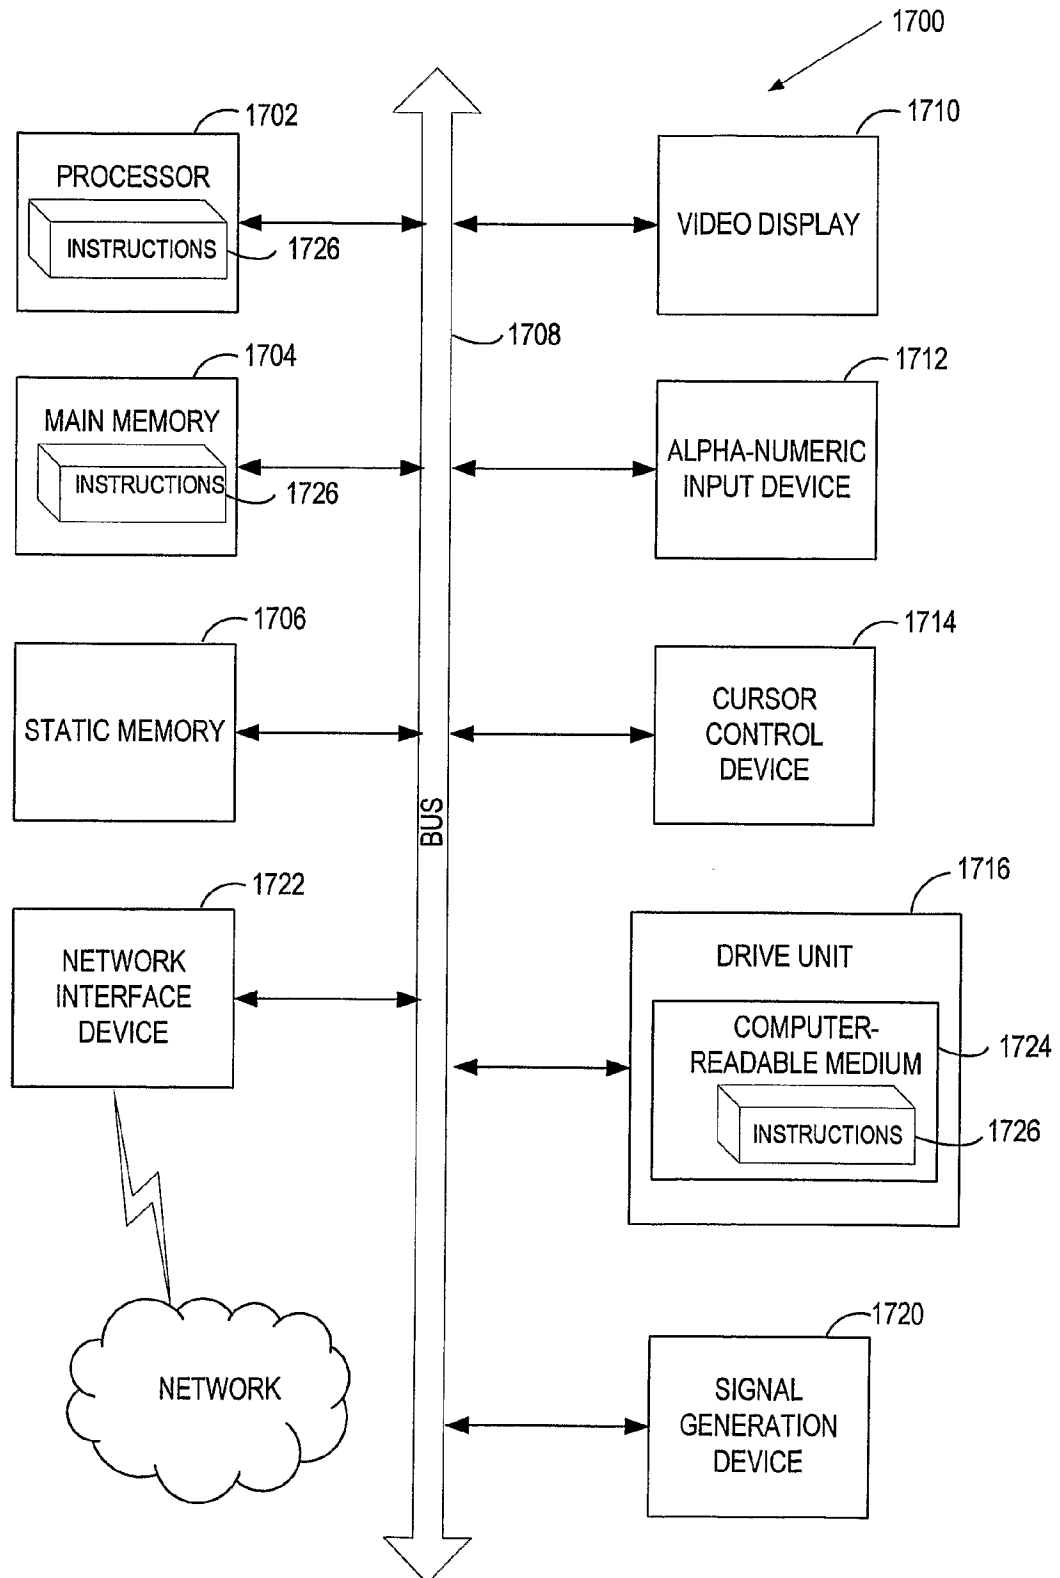 1700
1702
PROCESSOR
INSTRUCTIONS
1726
1710
VIDEO DISPLAY
1708
1704
MAIN MEMORY
INSTRUCTIONS
1726
1712
ALPHA-NUMERIC
INPUT DEVICE
1706
STATIC MEMORY
1714
CURSOR
CONTROL
DEVICE
BUS
1722
NETWORK
INTERFACE
DEVICE
1716
DRIVE UNIT
COMPUTER-
READABLE MEDIUM
1724
INSTRUCTIONS
1726
NETWORK
1720
SIGNAL
GENERATION
DEVICE